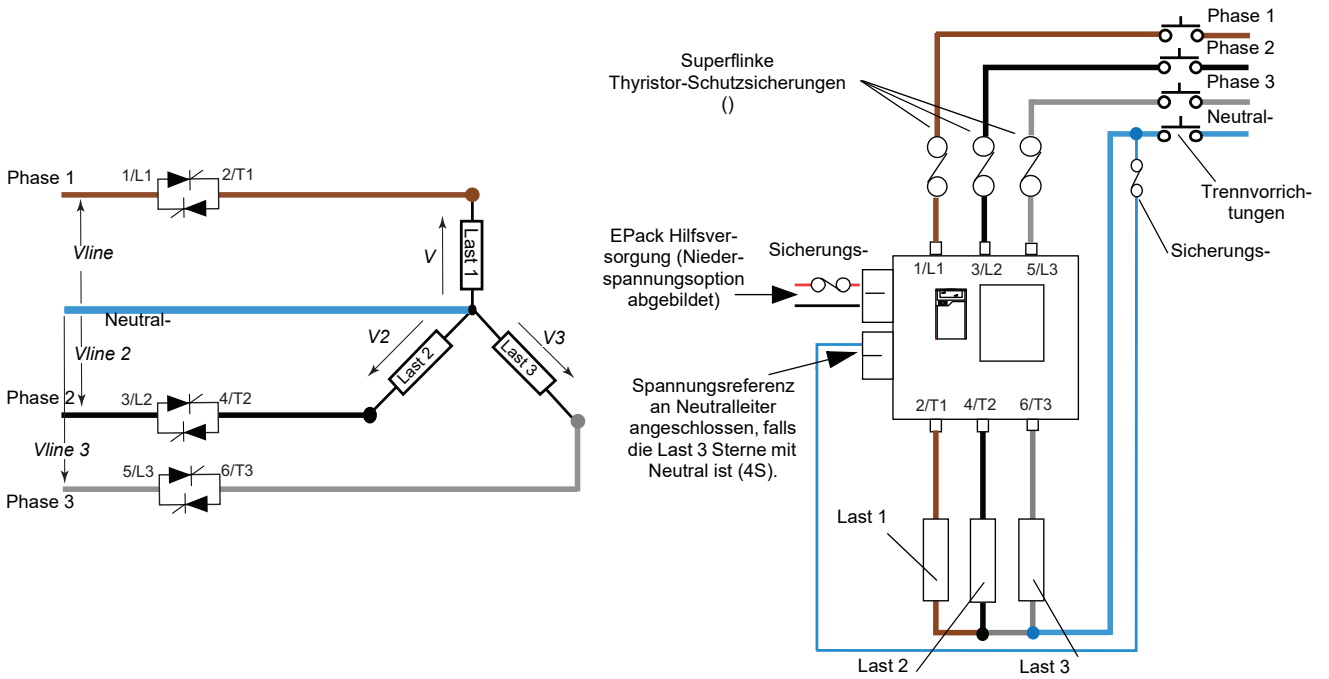 Phase 1
1/L1
2/T1
Vline
V
Last 1
Neutral-
Vline 2
V2
V3
Last 2
Last 3
Phase 2
3/L2
4/T2
Vline 3
5/L3
6/T3
Phase 3
Superflinke
Thyristor-Schutzsicherungen
()
Phase 1
Phase 2
Phase 3
Neutral-
Trennvorrich-
tungen
Sicherungs-
EPack Hilfsver-
sorgung (Nieder-
spannungsoption
abgebildet)
Sicherungs-
1/L1
3/L2
5/L3
Spannungsreferenz
an Neutralleiter
angeschlossen, falls
die Last 3 Sterne mit
Neutral ist (4S).
2/T1
4/T2
6/T3
Last 1
Last 2
Last 3